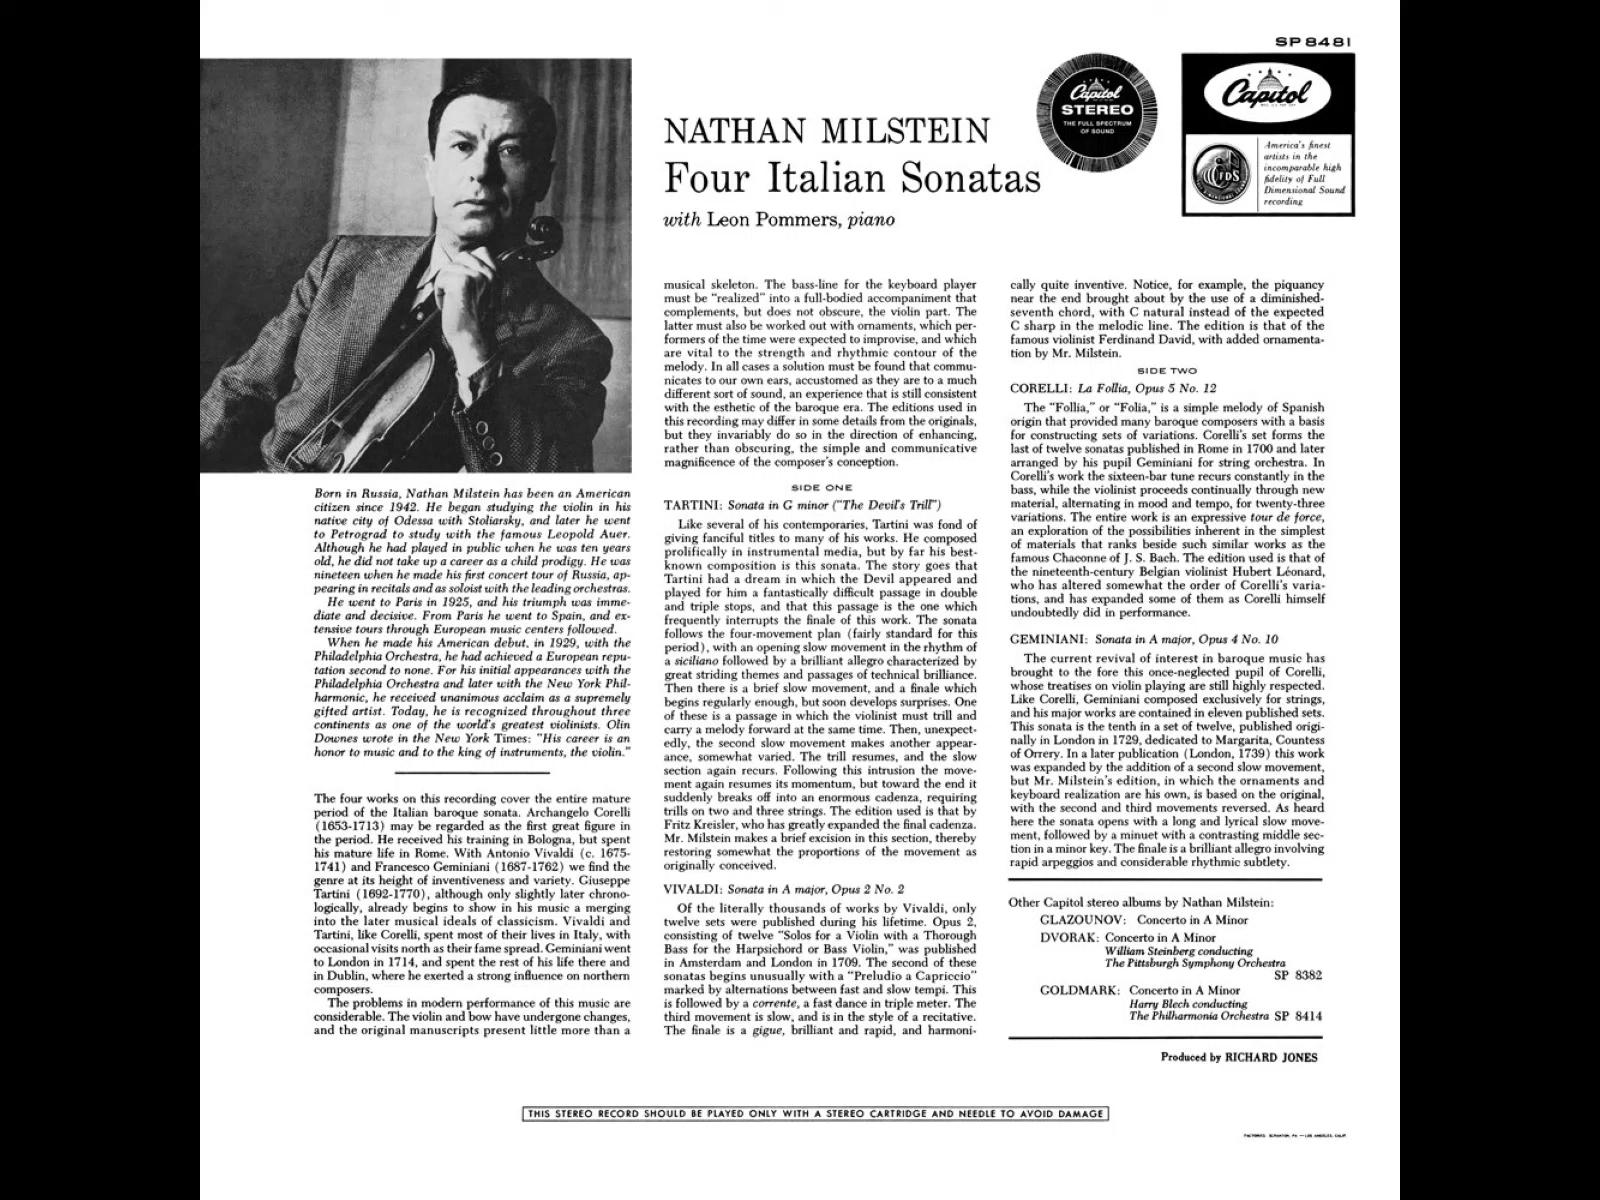 SP 8481
Capitol
STEREO
THE FULL SPECTRUM
OF SOUND
Capitol
FDS
America's finest
artists in the
incomparable high
fidelity of Full
Dimensional Sound
recording
NATHAN MILSTEIN
Four Italian Sonatas
with Leon Pommers, piano
Born in Russia, Nathan Milstein has been an American
citizen since 1942. He began studying the violin in his
native city of Odessa with Stoliarsky, and later he went
to Petrograd to study with the famous Leopold Auer.
Although he had played in public when he was ten years
old, he did not take up a career as a child prodigy. He was
nineteen when he made his first concert tour of Russia, ap-
pearing in recitals and as soloist with the leading orchestras.
He went to Paris in 1925, and his triumph was imme-
diate and decisive. From Paris he went to Spain, and ex-
tensive tours through European music centers followed.
When he made his American debut, in 1929, with the
Philadelphia Orchestra, he had achieved a European repu-
tation second to none. For his initial appearances with the
Philadelphia Orchestra and later with the New York Phil-
harmonic, he received unanimous acclaim as a supremely
gifted artist. Today, he is recognized throughout three
continents as one of the world's greatest violinists. Olin
Downes wrote in the New York Times: "His career is an
honor to music and to the king of instruments, the violin."
The four works on this recording cover the entire mature
period of the Italian baroque sonata. Archangelo Corelli
(1653-1713) may be regarded as the first great figure in
the period. He received his training in Bologna, but spent
his mature life in Rome. With Antonio Vivaldi (c. 1675-
1741) and Francesco Geminiani (1687-1762) we find the
genre at its height of inventiveness and variety. Giuseppe
Tartini (1692-1770), although only slightly later chrono-
logically, already begins to show in his music a merging
into the later musical ideals of classicism. Vivaldi and
Tartini, like Corelli, spent most of their lives in Italy, with
occasional visits north as their fame spread. Geminiani went
to London in 1714, and spent the rest of his life there and
in Dublin, where he exerted a strong influence on northern
composers.
The problems in modern performance of this music are
considerable. The violin and bow have undergone changes,
and the original manuscripts present little more than a
musical skeleton. The bass-line for the keyboard player
must be "realized" into a full-bodied accompaniment that
complements, but does not obscure, the violin part. The
latter must also be worked out with ornaments, which per-
formers of the time were expected to improvise, and which
are vital to the strength and rhythmic contour of the
melody. In all cases a solution must be found that commu-
nicates to our own ears, accustomed as they are to a much
different sort of sound, an experience that is still consistent
with the esthetic of the baroque era. The editions used in
this recording may differ in some details from the originals,
but they invariably do so in the direction of enhancing,
rather than obscuring, the simple and communicative
magnificence of the composer's conception.
SIDE ONE
TARTINI: Sonata in G minor ("The Devil's Trill")
Like several of his contemporaries, Tartini was fond of
giving fanciful titles to many of his works. He composed
prolifically in instrumental media, but by far his best-
known composition is this sonata. The story goes that
Tartini had a dream in which the Devil appeared and
played for him a fantastically difficult passage in double
and triple stops, and that this passage is the one which
frequently interrupts the finale of this work. The sonata
follows the four-movement plan (fairly standard for this
period), with an opening slow movement in the rhythm of
a siciliano followed by a brilliant allegro characterized by
great striding themes and passages of technical brilliance.
Then there is a brief slow movement, and a finale which
begins regularly enough, but soon develops surprises. One
of these is a passage in which the violinist must trill and
carry a melody forward at the same time. Then, unexpect-
edly, the second slow movement makes another appear-
ance, somewhat varied. The trill resumes, and the slow
section again recurs. Following this intrusion the move-
ment again resumes its momentum, but toward the end it
suddenly breaks off into an enormous cadenza, requiring
trills on two and three strings. The edition used is that by
Fritz Kreisler, who has greatly expanded the final cadenza.
Mr. Milstein makes a brief excision in this section, thereby
restoring somewhat the proportions of the movement as
originally conceived.
VIVALDI: Sonata in A major, Opus 2 No. 2
Of the literally thousands of works by Vivaldi, only
twelve sets were published during his lifetime. Opus 2,
consisting of twelve "Solos for a Violin with a Thorough
Bass for the Harpsichord or Bass Violin," was published
in Amsterdam and London in 1709. The second of these
sonatas begins unusually with a "Preludio a Capriccio"
marked by alternations between fast and slow tempi. This
is followed by a corrente, a fast dance in triple meter. The
third movement is slow, and is in the style of a recitative.
The finale is a gigue, brilliant and rapid, and harmoni-
cally quite inventive. Notice, for example, the piquancy
near the end brought about by the use of a diminished-
seventh chord, with C natural instead of the expected
C sharp in the melodic line. The edition is that of the
famous violinist Ferdinand David, with added ornamenta-
tion by Mr. Milstein.
SIDE TWO
CORELLI: La Follia, Opus 5 No. 12
The "Follia," or "Folia," is a simple melody of Spanish
origin that provided many baroque composers with a basis
for constructing sets of variations. Corelli's set forms the
last of twelve sonatas published in Rome in 1700 and later
arranged by his pupil Geminiani for string orchestra. In
Corelli's work the sixteen-bar tune recurs constantly in the
bass, while the violinist proceeds continually through new
material, alternating in mood and tempo, for twenty-three
variations. The entire work is an expressive tour de force,
an exploration of the possibilities inherent in the simplest
of materials that ranks beside such similar works as the
famous Chaconne of J. S. Bach. The edition used is that of
the nineteenth-century Belgian violinist Hubert Léonard,
who has altered somewhat the order of Corelli's varia-
tions, and has expanded some of them as Corelli himself
undoubtedly did in performance.
GEMINIANI: Sonata in A major, Opus 4 No. 10
The current revival of interest in baroque music has
brought to the fore this once-neglected pupil of Corelli,
whose treatises on violin playing are still highly respected.
Like Corelli, Geminiani composed exclusively for strings,
and his major works are contained in eleven published sets.
This sonata is the tenth in a set of twelve, published origi-
nally in London in 1729, dedicated to Margarita, Countess
of Orrery. In a later publication (London, 1739) this work
was expanded by the addition of a second slow movement,
but Mr. Milstein's edition, in which the ornaments and
keyboard realization are his own, is based on the original,
with the second and third movements reversed. As heard
here the sonata opens with a long and lyrical slow move-
ment, followed by a minuet with a contrasting middle sec-
tion in a minor key. The finale is a brilliant allegro involving
rapid arpeggios and considerable rhythmic subtlety.
Other Capitol stereo albums by Nathan Milstein:
GLAZOUNOV: Concerto in A Minor
DVORAK: Concerto in A Minor
William Steinberg conducting
The Pittsburgh Symphony Orchestra
SP 8382
GOLDMARK: Concerto in A Minor
Harry Blech conducting
The Philharmonia Orchestra SP 8414
Produced by RICHARD JONES
THIS STEREO RECORD SHOULD BE PLAYED ONLY WITH A STEREO CARTRIDGE AND NEEDLE TO AVOID DAMAGE
FACTORIES: SCRANTON, PA. — LOS ANGELES, CALIF.